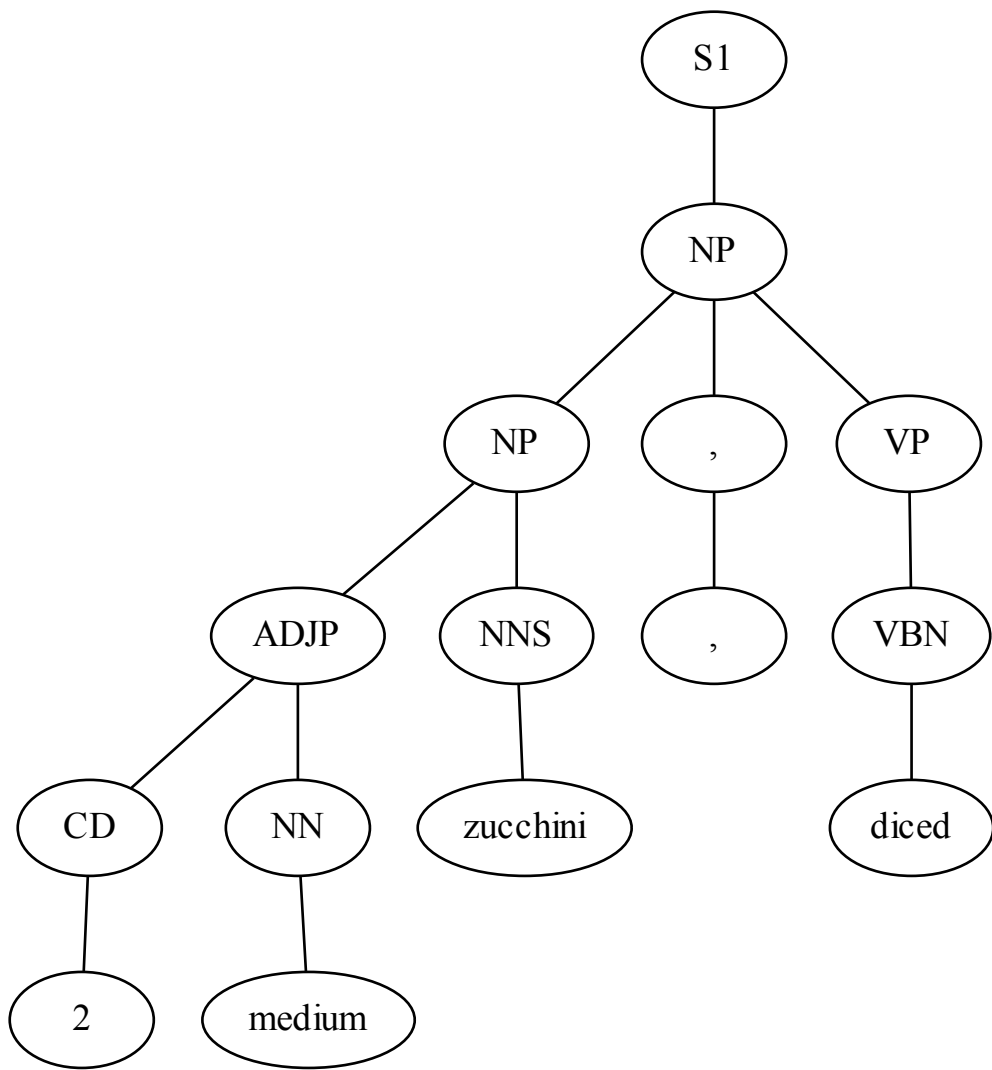 S1
NP
NP , VP
ADJP NNS , VBN
CD NN zucchini diced
2 medium